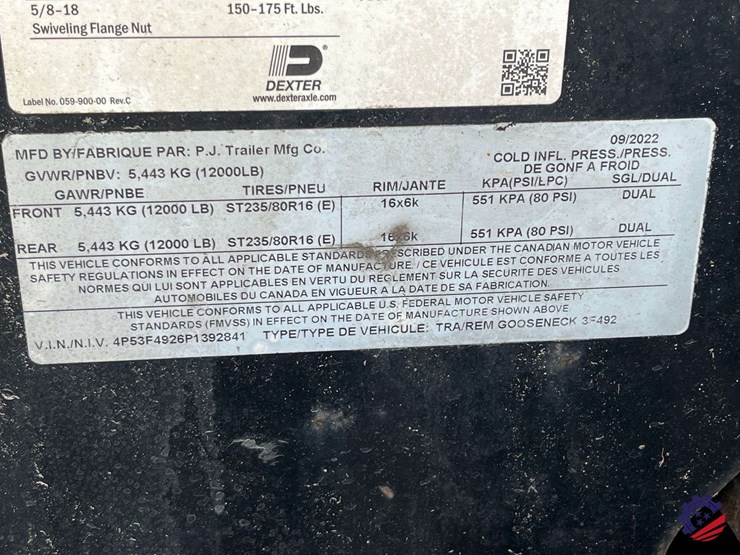 5/8-18 150-175 Ft. Lbs.
Swiveling Flange Nut
DEXTER
Label No. 059-900-00 Rev.C www.dexteraxle.com
09/2022
MFD BY/FABRIQUE PAR: P.J. Trailer Mfg Co. COLD INFL. PRESS./PRESS.
GVWR/PNBV: 5,443 KG (12000LB) DE GONF A FROID
GAWR/PNBE TIRES/PNEU RIM/JANTE KPA(PSI/LPC) SGL/DUAL
FRONT 5,443 KG (12000 LB) ST235/80R16 (E) 16x6k 551 KPA (80 PSI) DUAL
REAR 5,443 KG (12000 LB) ST235/80R16 (E) 16x6k 551 KPA (80 PSI) DUAL
THIS VEHICLE CONFORMS TO ALL APPLICABLE STANDARDS PRESCRIBED UNDER THE CANADIAN MOTOR VEHICLE
SAFETY REGULATIONS IN EFFECT ON THE DATE OF MANUFACTURE. / CE VEHICULE EST CONFORME A TOUTES LES
NORMES QUI LUI SONT APPLICABLES EN VERTU DU REGLEMENT SUR LA SECURITE DES VEHICULES
AUTOMOBILES DU CANADA EN VIGUEUR A LA DATE DE SA FABRICATION.
THIS VEHICLE CONFORMS TO ALL APPLICABLE U.S. FEDERAL MOTOR VEHICLE SAFETY
STANDARDS (FMVSS) IN EFFECT ON THE DATE OF MANUFACTURE SHOWN ABOVE
V.I.N./N.I.V. 4P53F4926P1392841 TYPE/TYPE DE VEHICULE: TRA/REM GOOSENECK 3F492